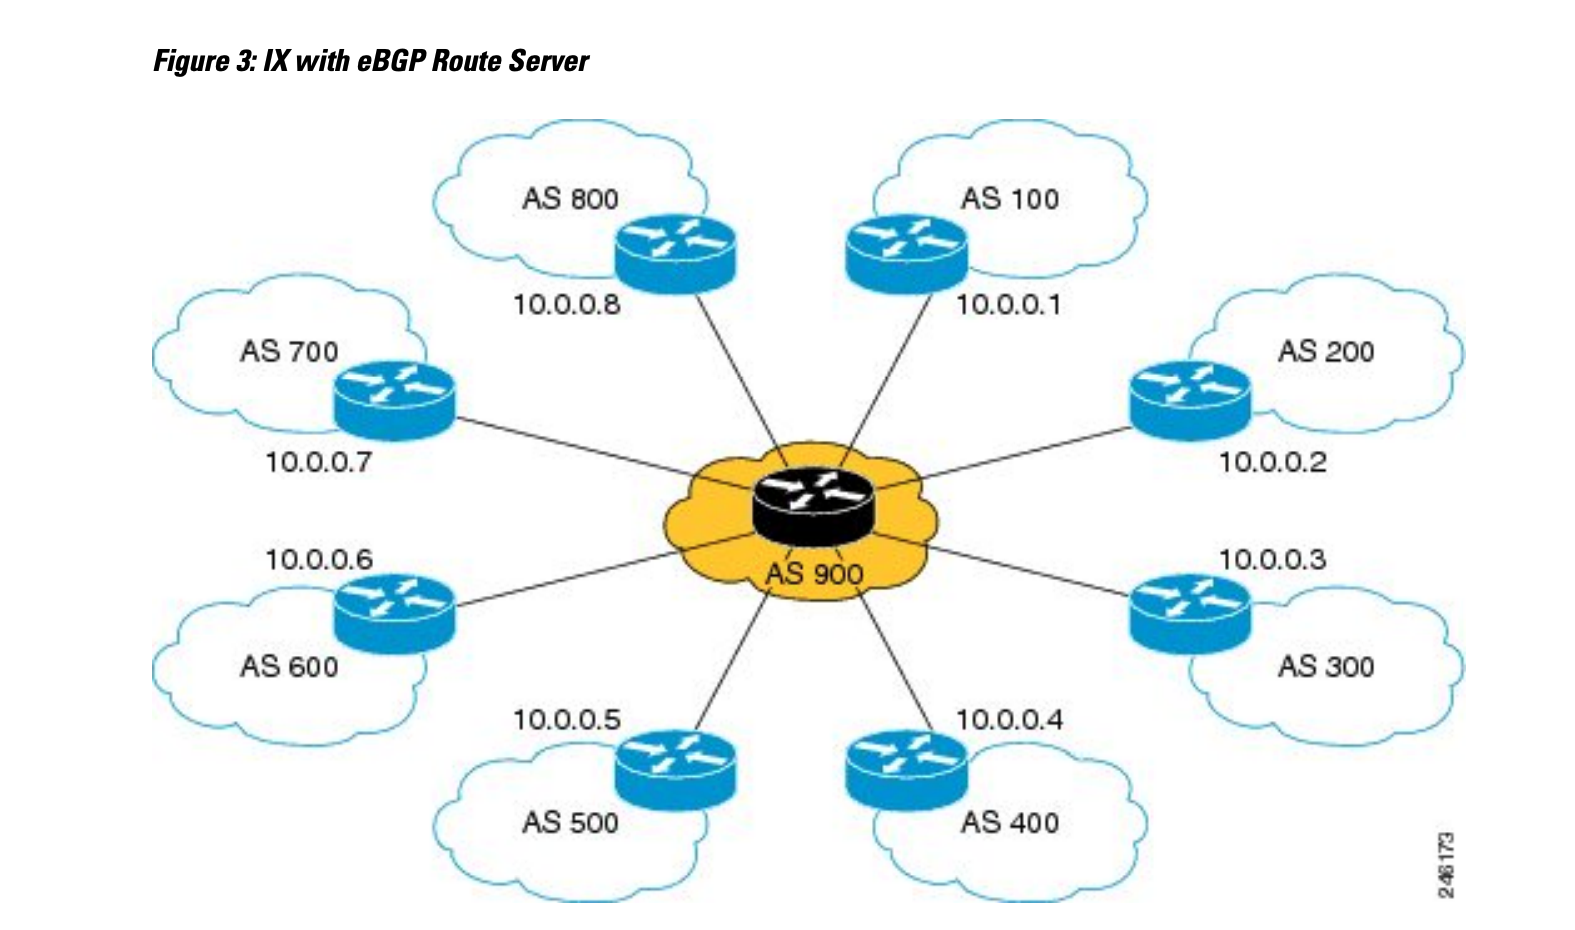 Figure 3: IX with eBGP Route Server
AS 800
AS 100
10.0.0.8
10.0.0.1
AS 700
AS 200
10.0.0.7
10.0.0.2
AS 900
10.0.0.6
10.0.0.3
AS 600
AS 300
10.0.0.5
10.0.0.4
AS 500
AS 400
246173